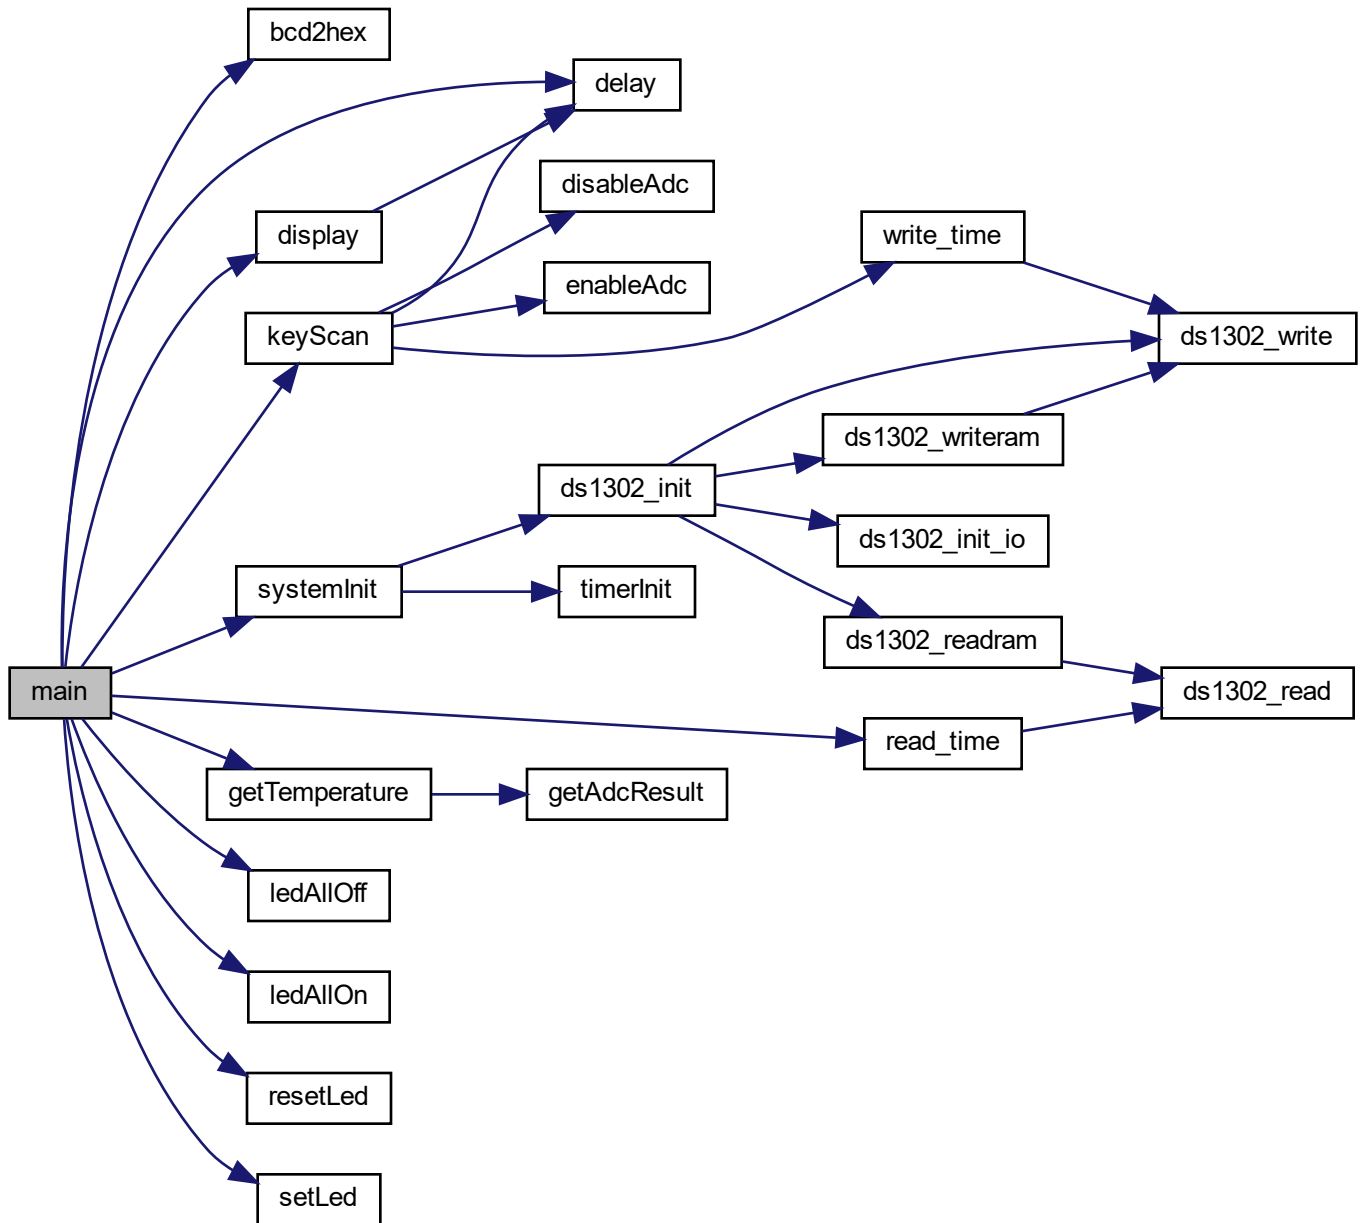 bcd2hex
delay
disableAdc
display
write_time
enableAdc
keyScan
ds1302_write
ds1302_writeram
ds1302_init
ds1302_init_io
systemInit
timerInit
ds1302_readram
main
ds1302_read
read_time
getTemperature
getAdcResult
ledAllOff
ledAllOn
resetLed
setLed